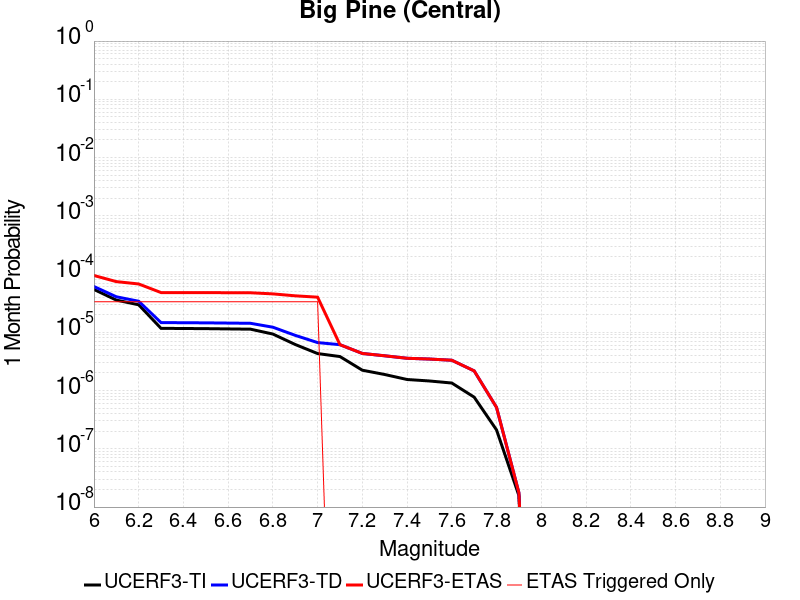 Big Pine (Central)
10^0
10^-1
10^-2
10^-3
10^-4
10^-5
10^-6
10^-7
10^-8
1 Month Probability
6 6.2 6.4 6.6 6.8 7 7.2 7.4 7.6 7.8 8 8.2 8.4 8.6 8.8 9
Magnitude
UCERF3-TI UCERF3-TD UCERF3-ETAS ETAS Triggered Only